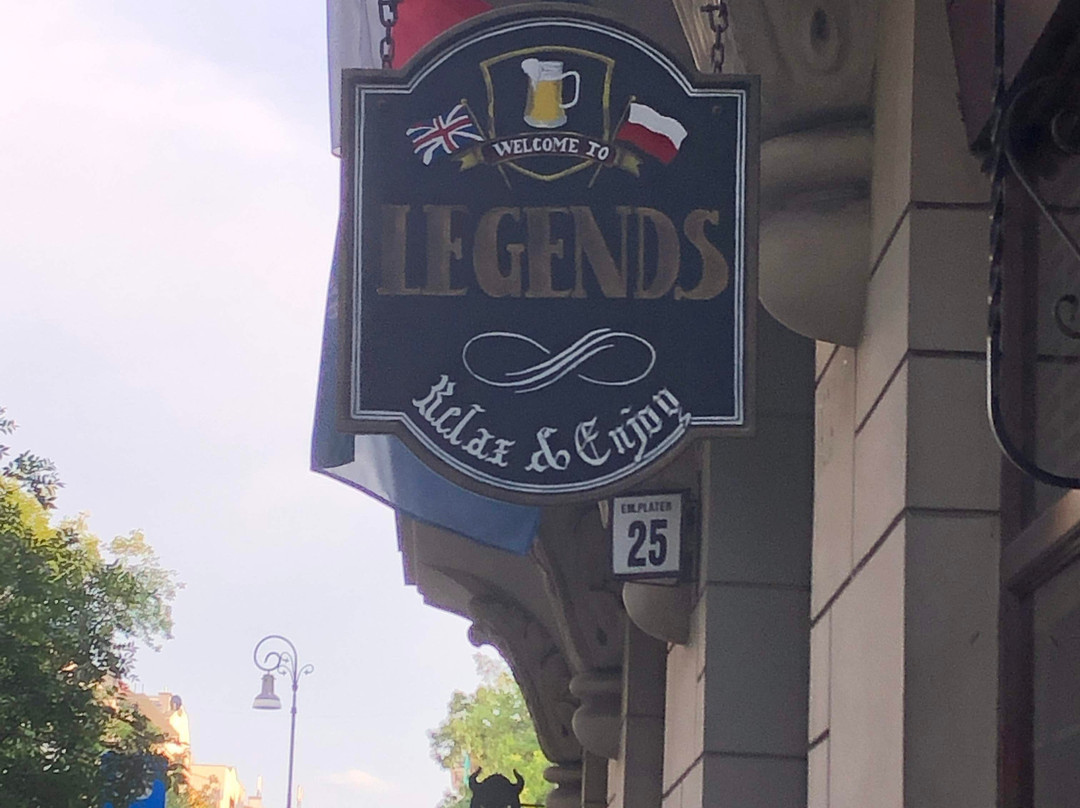 WELCOME TO
LEGENDS
Relax & Enjoy
EM.PLATER
25